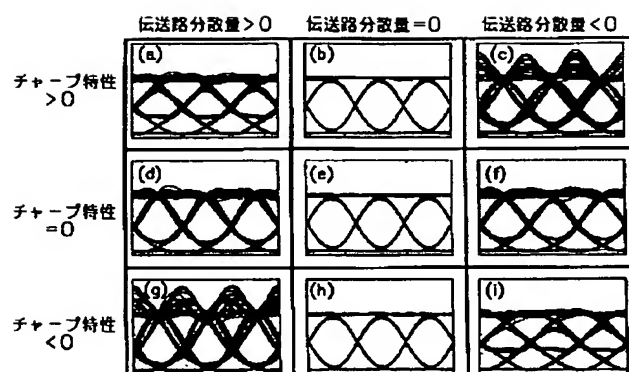 伝送路分散量>0 伝送路分散量=0 伝送路分散量<0
チャープ特性
>0
(a) (b) (c)
チャープ特性
=0
(d) (e) (f)
チャープ特性
<0
(g) (h) (i)